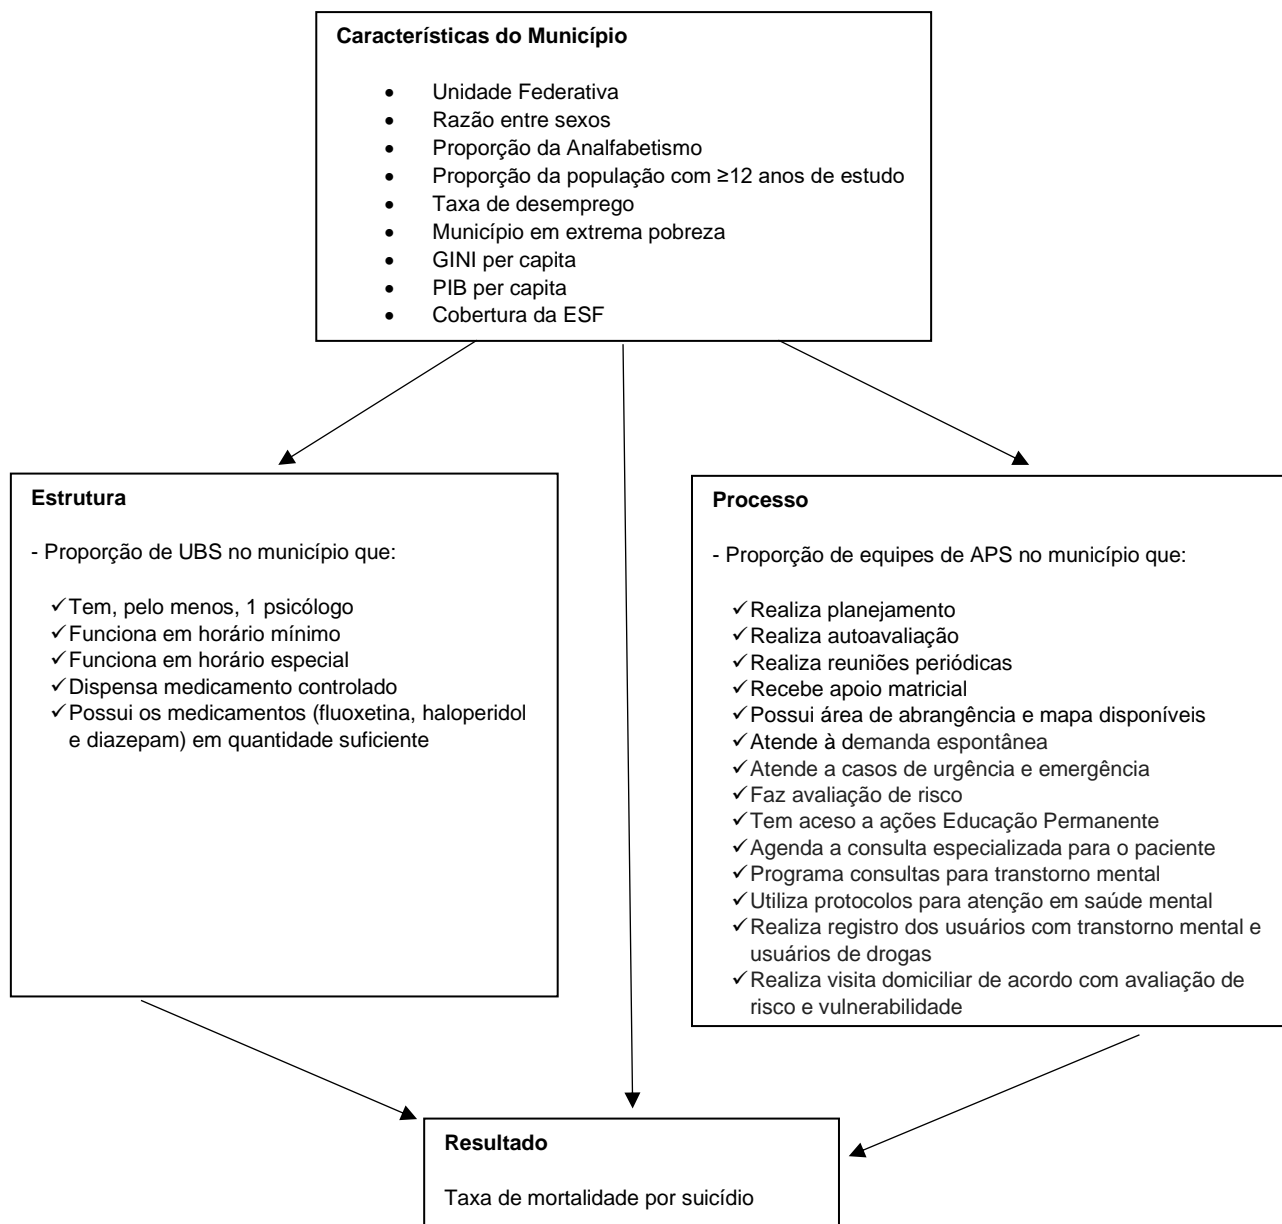 Características do Município
• Unidade Federativa
• Razão entre sexos
• Proporção da Analfabetismo
• Proporção da população com ≥12 anos de estudo
• Taxa de desemprego
• Município em extrema pobreza
• GINI per capita
• PIB per capita
• Cobertura da ESF
Estrutura
- Proporção de UBS no município que:
✓Tem, pelo menos, 1 psicólogo
✓Funciona em horário mínimo
✓Funciona em horário especial
✓Dispensa medicamento controlado
✓Possui os medicamentos (fluoxetina, haloperidol
e diazepam) em quantidade suficiente
Processo
- Proporção de equipes de APS no município que:
✓Realiza planejamento
✓Realiza autoavaliação
✓Realiza reuniões periódicas
✓Recebe apoio matricial
✓Possui área de abrangência e mapa disponíveis
✓Atende à demanda espontânea
✓Atende a casos de urgência e emergência
✓Faz avaliação de risco
✓Tem aceso a ações Educação Permanente
✓Agenda a consulta especializada para o paciente
✓Programa consultas para transtorno mental
✓Utiliza protocolos para atenção em saúde mental
✓Realiza registro dos usuários com transtorno mental e
usuários de drogas
✓Realiza visita domiciliar de acordo com avaliação de
risco e vulnerabilidade
Resultado
Taxa de mortalidade por suicídio